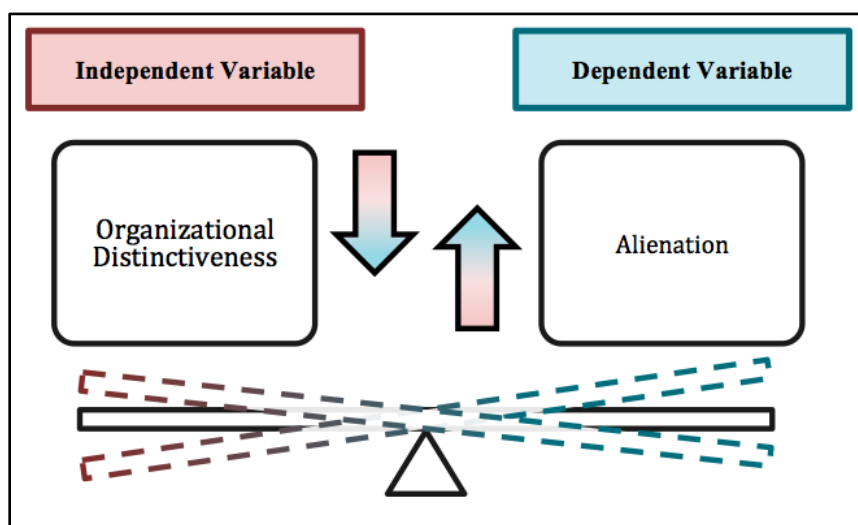 Independent Variable
Dependent Variable
Organizational
Distinctiveness
Alienation